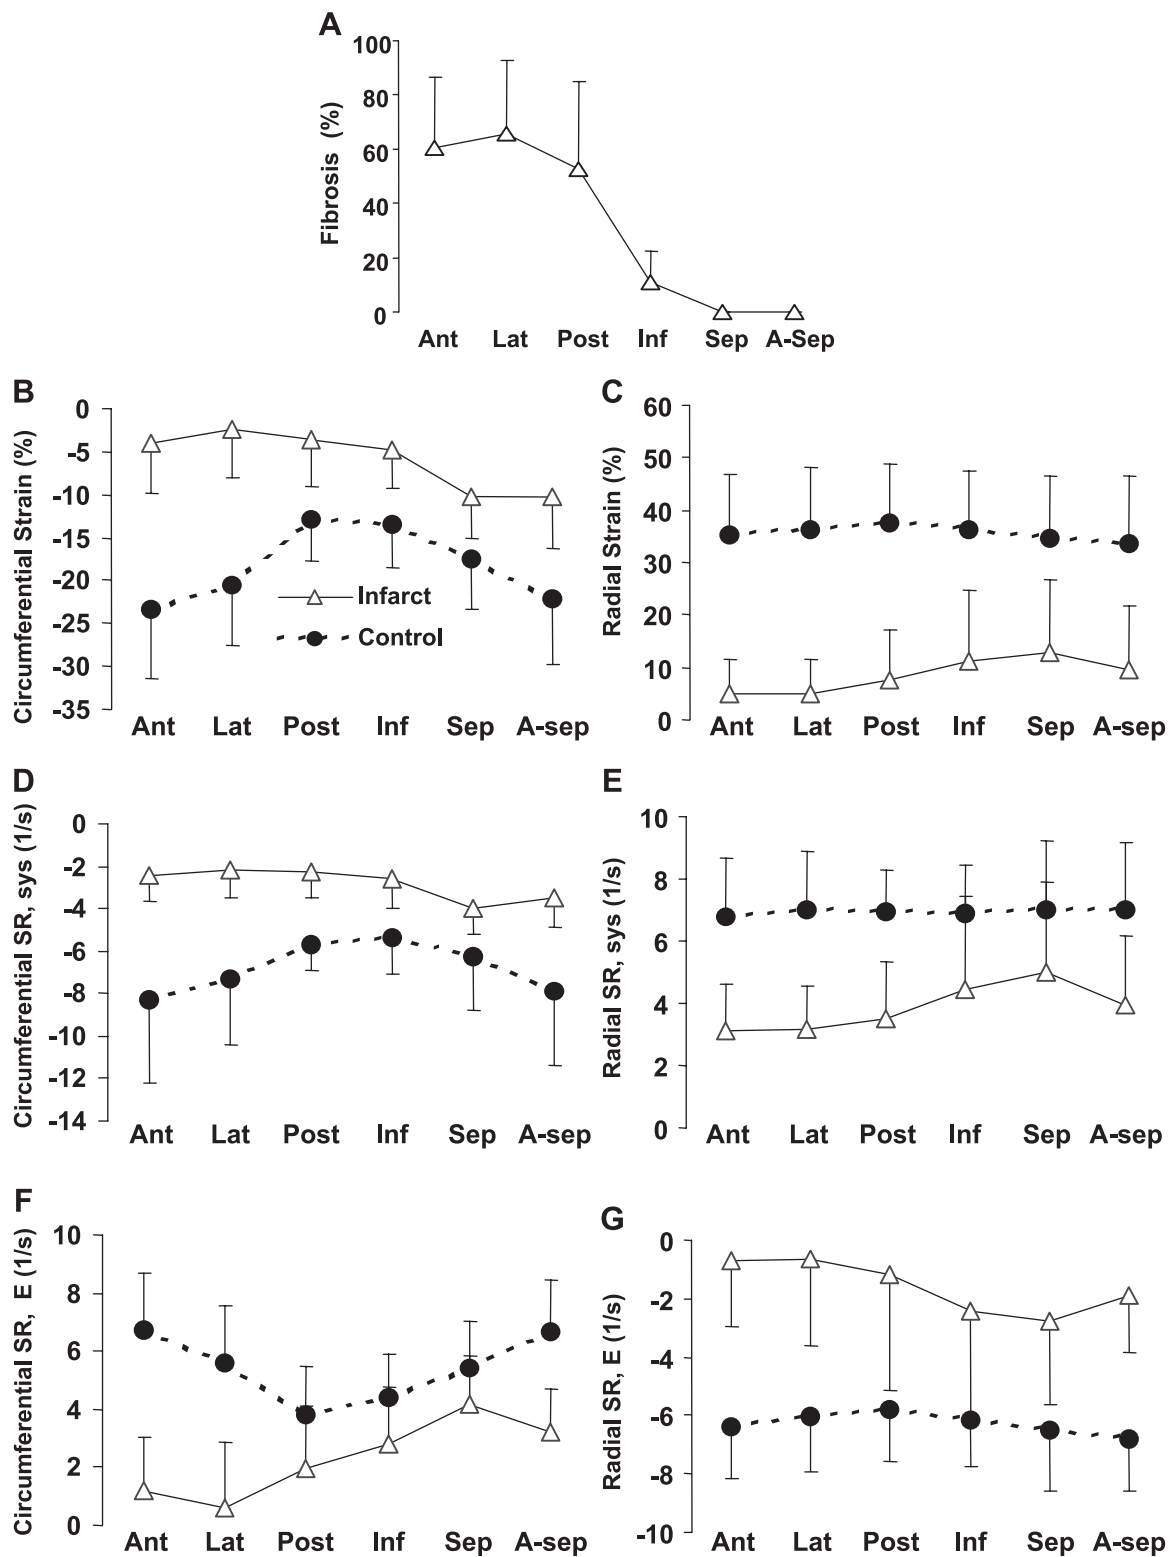 A
Fibrosis (%)
100
80
60
40
20
0
Ant Lat Post Inf Sep A-Sep
B
Circumferential Strain (%)
0
-5
-10
-15
-20
-25
-30
-35
Infarct
Control
Ant Lat Post Inf Sep A-sep
C
Radial Strain (%)
60
50
40
30
20
10
0
Ant Lat Post Inf Sep A-sep
D
Circumferential SR, sys (1/s)
0
-2
-4
-6
-8
-10
-12
-14
Ant Lat Post Inf Sep A-sep
E
Radial SR, sys (1/s)
10
8
6
4
2
0
Ant Lat Post Inf Sep A-sep
F
Circumferential SR, E (1/s)
10
8
6
4
2
0
Ant Lat Post Inf Sep A-sep
G
Radial SR, E (1/s)
0
-2
-4
-6
-8
-10
Ant Lat Post Inf Sep A-sep